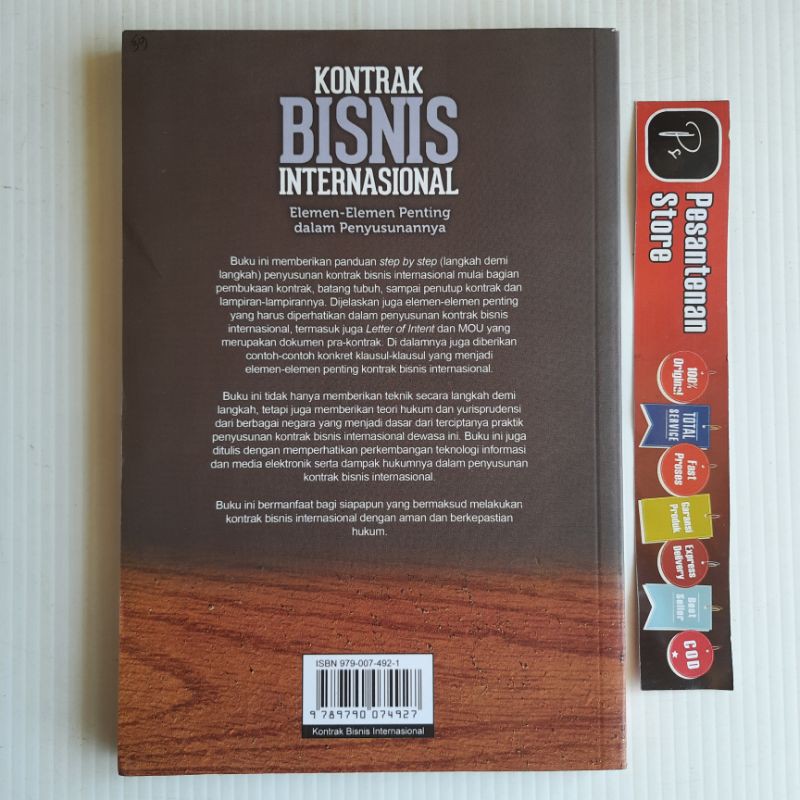 KONTRAK
BISNIS
INTERNASIONAL
Elemen-Elemen Penting
dalam Penyusunannya
Buku ini memberikan panduan step by step (langkah demi
langkah) penyusunan kontrak bisnis internasional mulai bagian
pembukaan kontrak, batang tubuh, sampai penutup kontrak dan
lampiran-lampirannya. Dijelaskan juga elemen-elemen penting
yang harus diperhatikan dalam penyusunan kontrak bisnis
internasional, termasuk juga Letter of Intent dan MOU yang
merupakan dokumen pra-kontrak. Di dalamnya juga diberikan
contoh-contoh konkret klausul-klausul yang menjadi
elemen-elemen penting kontrak bisnis internasional.
Buku ini tidak hanya memberikan teknik secara langkah demi
langkah, tetapi juga memberikan teori hukum dan yurisprudensi
dari berbagai negara yang menjadi dasar dari terciptanya praktik
penyusunan kontrak bisnis internasional dewasa ini. Buku ini juga
ditulis dengan memperhatikan perkembangan teknologi informasi
dan media elektronik serta dampak hukumnya dalam penyusunan
kontrak bisnis internasional.
Buku ini bermanfaat bagi siapapun yang bermaksud melakukan
kontrak bisnis internasional dengan aman dan berkepastian
hukum.
ISBN 979-007-492-1
9 789790 074927
Kontrak Bisnis Internasional
Pesantenan
Store
100%
Original
TOTAL
SERVICE
Fast
Proses
Garansi
Produk
Express
Delivery
Best
Seller
COD